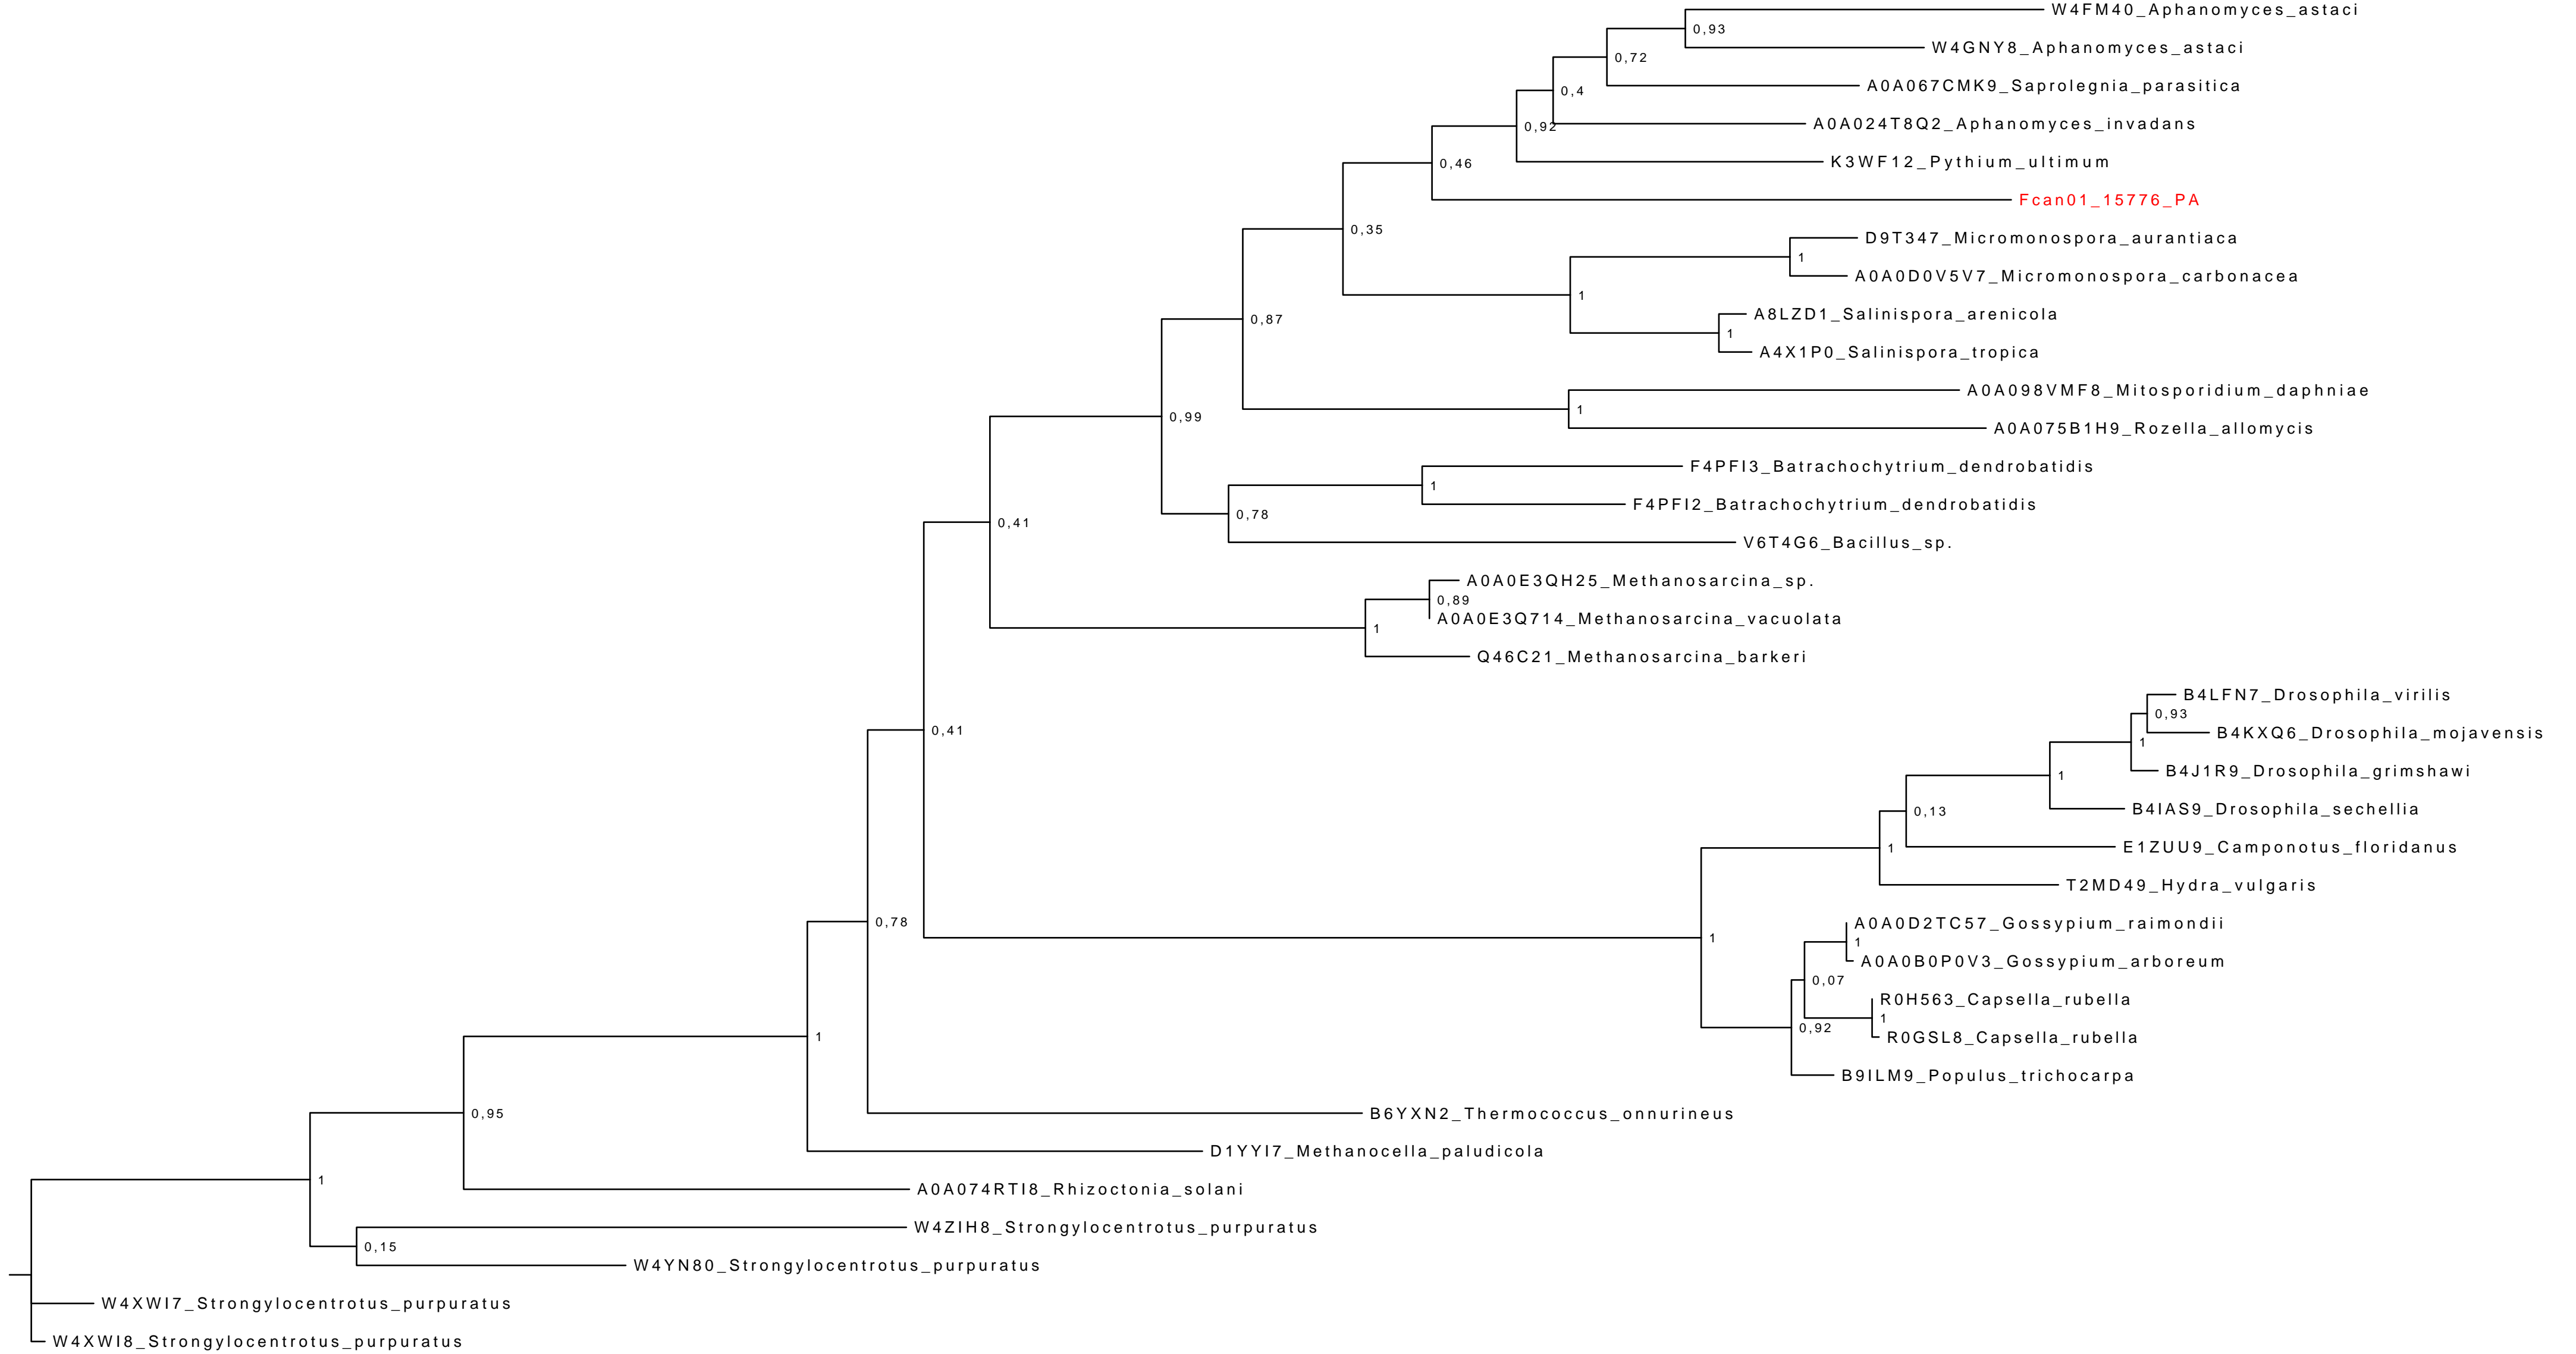 W4FM40_Aphanomyces_astaci
0,93
W4GNY8_Aphanomyces_astaci
0,72
A0A067CMK9_Saprolegnia_parasitica
0,4
A0A024T8Q2_Aphanomyces_invadans
0,92
K3WF12_Pythium_ultimum
0,46
Fcan01_15776_PA
0,35
D9T347_Micromonospora_aurantiaca
1
A0A0D0V5V7_Micromonospora_carbonacea
1
A8LZD1_Salinispora_arenicola
0,87
1
A4X1P0_Salinispora_tropica
A0A098VMF8_Mitosporidium_daphniae
1
0,99
A0A075B1H9_Rozella_allomycis
F4PFI3_Batrachochytrium_dendrobatidis
1
F4PFI2_Batrachochytrium_dendrobatidis
0,78
0,41
V6T4G6_Bacillus_sp.
A0A0E3QH25_Methanosarcina_sp.
0,89
A0A0E3Q714_Methanosarcina_vacuolata
1
Q46C21_Methanosarcina_barkeri
B4LFN7_Drosophila_virilis
0,93
0,41
B4KXQ6_Drosophila_mojavensis
1
B4J1R9_Drosophila_grimshawi
1
B4IAS9_Drosophila_sechellia
0,13
E1ZUU9_Camponotus_floridanus
1
T2MD49_Hydra_vulgaris
0,78
A0A0D2TC57_Gossypium_raimondii
1
1
A0A0B0P0V3_Gossypium_arboreum
0,07
R0H563_Capsella_rubella
1
0,92
1
R0GSL8_Capsella_rubella
B9ILM9_Populus_trichocarpa
0,95
B6YXN2_Thermococcus_onnurineus
D1YYI7_Methanocella_paludicola
1
A0A074RTI8_Rhizoctonia_solani
W4ZIH8_Strongylocentrotus_purpuratus
0,15
W4YN80_Strongylocentrotus_purpuratus
W4XWI7_Strongylocentrotus_purpuratus
W4XWI8_Strongylocentrotus_purpuratus